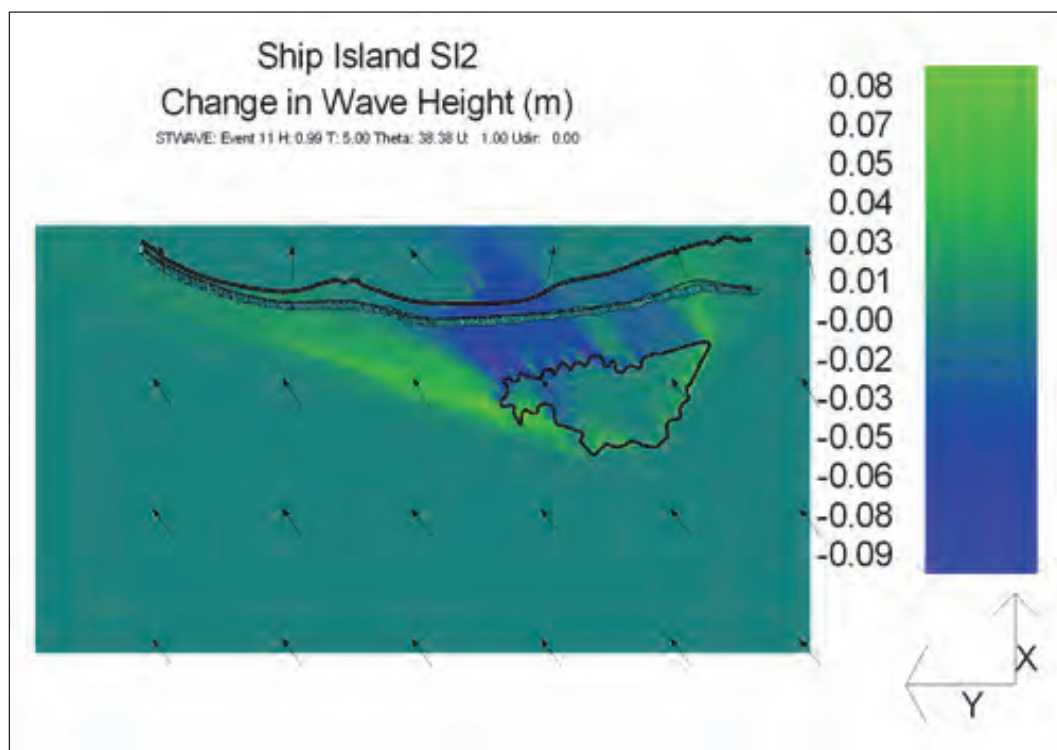 Ship Island SI2
Change in Wave Height (m)
STWAVE: Event 11 H: 0.99 T: 5.00 Theta: 38.38 U: 1.00 Udir: 0.00
0.08
0.07
0.05
0.04
0.03
0.01
-0.00
-0.02
-0.03
-0.05
-0.06
-0.08
-0.09
X
Y